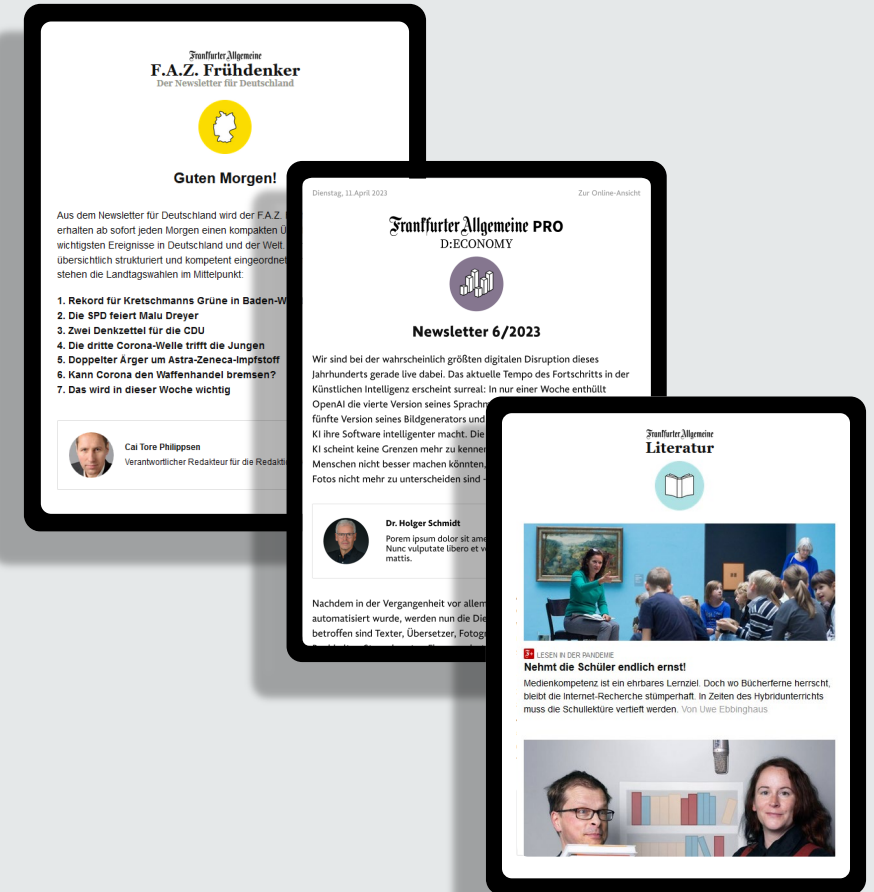 Frankfurter Allgemeine
F.A.Z. Frühdenker
Der Newsletter für Deutschland
Guten Morgen!
Aus dem Newsletter für Deutschland wird der F.A.Z.
erhalten ab sofort jeden Morgen einen kompakten
wichtigsten Ereignisse in Deutschland und der Welt,
übersichtlich strukturiert und kompetent eingeordnet
stehen die Landtagswahlen im Mittelpunkt:
1. Rekord für Kretschmanns Grüne in Baden-W
2. Die SPD feiert Malu Dreyer
3. Zwei Denkzettel für die CDU
4. Die dritte Corona-Welle trifft die Jungen
5. Doppelter Ärger um Astra-Zeneca-Impfstoff
6. Kann Corona den Waffenhandel bremsen?
7. Das wird in dieser Woche wichtig
Cai Tore Philippsen
Verantwortlicher Redakteur für die Redakti
Dienstag, 11.April 2023
Zur Online-Ansicht
Frankfurter Allgemeine PRO
D:ECONOMY
Newsletter 6/2023
Wir sind bei der wahrscheinlich größten digitalen Disruption dieses
Jahrhunderts gerade live dabei. Das aktuelle Tempo des Fortschritts in der
Künstlichen Intelligenz erscheint surreal: In nur einer Woche enthüllt
OpenAI die vierte Version seines Sprachm
fünfte Version seines Bildgenerators und
KI ihre Software intelligenter macht. Die
KI scheint keine Grenzen mehr zu kennen
Menschen nicht besser machen könnten,
Fotos nicht mehr zu unterscheiden sind -
Dr. Holger Schmidt
Porem ipsum dolor sit ame
Nunc vulputate libero et v
mattis.
Nachdem in der Vergangenheit vor allem
automatisiert wurde, werden nun die Die
betroffen sind Texter, Übersetzer, Fotogr
Frankfurter Allgemeine
Literatur
F+ LESEN IN DER PANDEMIE
Nehmt die Schüler endlich ernst!
Medienkompetenz ist ein ehrbares Lernziel. Doch wo Bücherferne herrscht,
bleibt die Internet-Recherche stümperhaft. In Zeiten des Hybridunterrichts
muss die Schullektüre vertieft werden. Von Uwe Ebbinghaus